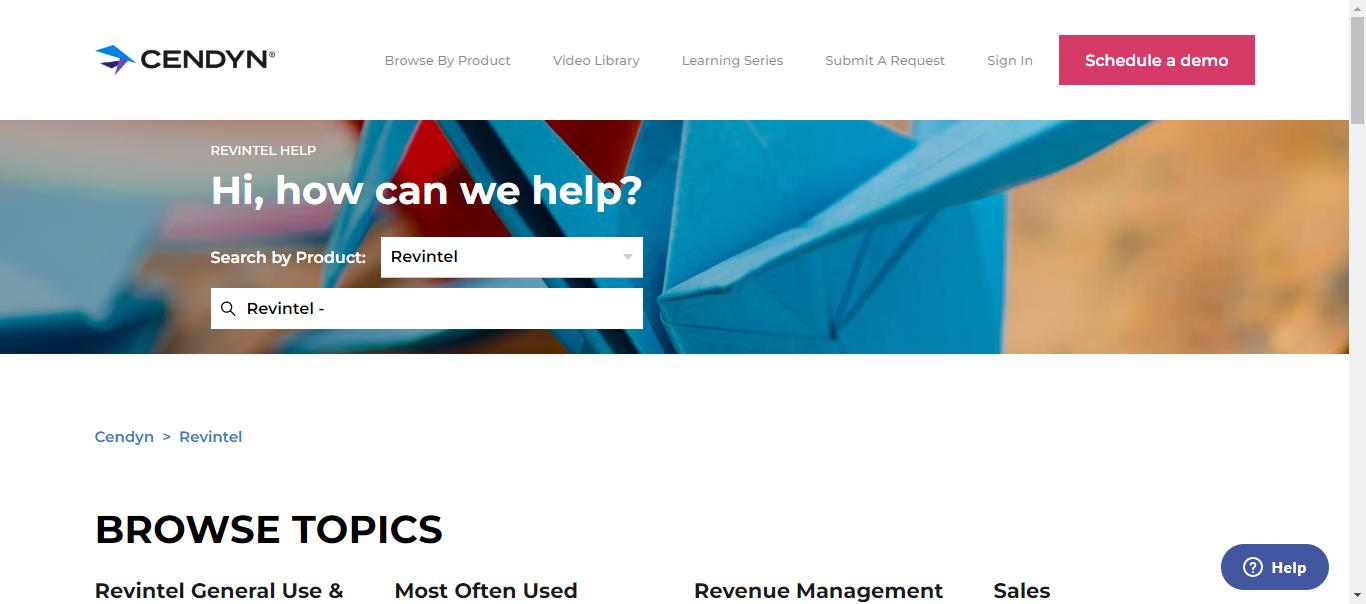 CENDYN®
Browse By Product
Video Library
Learning Series
Submit A Request
Sign In
Schedule a demo
REVINTEL HELP
Hi, how can we help?
Search by Product:
Revintel
Revintel -
Cendyn > Revintel
BROWSE TOPICS
Revintel General Use &
Most Often Used
Revenue Management
Sales
Help